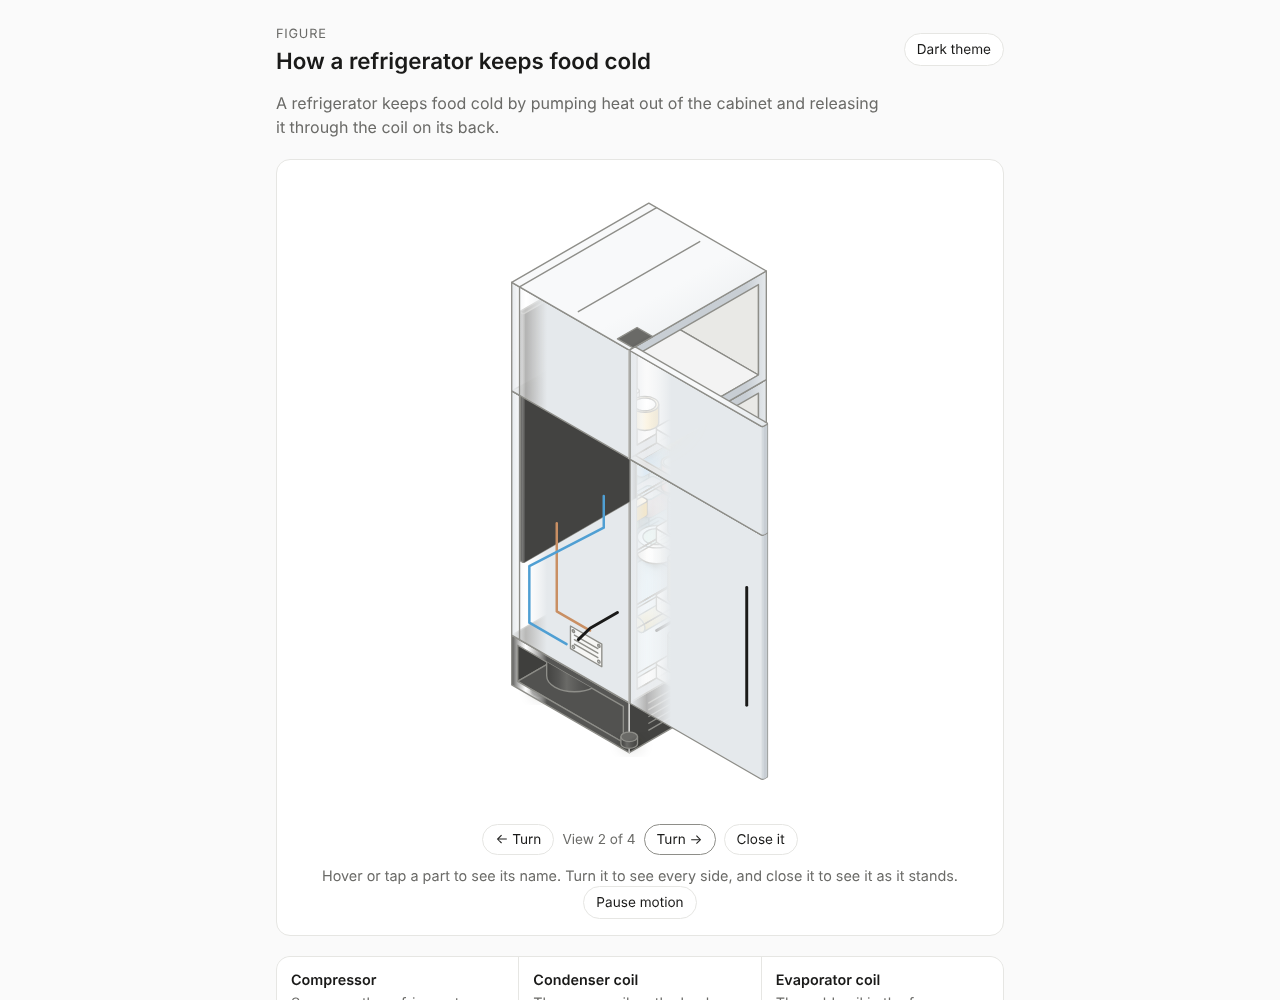 FIGURE
How a refrigerator keeps food cold
Dark theme
A refrigerator keeps food cold by pumping heat out of the cabinet and releasing
it through the coil on its back.
← Turn
View 2 of 4
Turn →
Close it
Hover or tap a part to see its name. Turn it to see every side, and close it to see it as it stands.
Pause motion
Compressor
Condenser coil
Evaporator coil